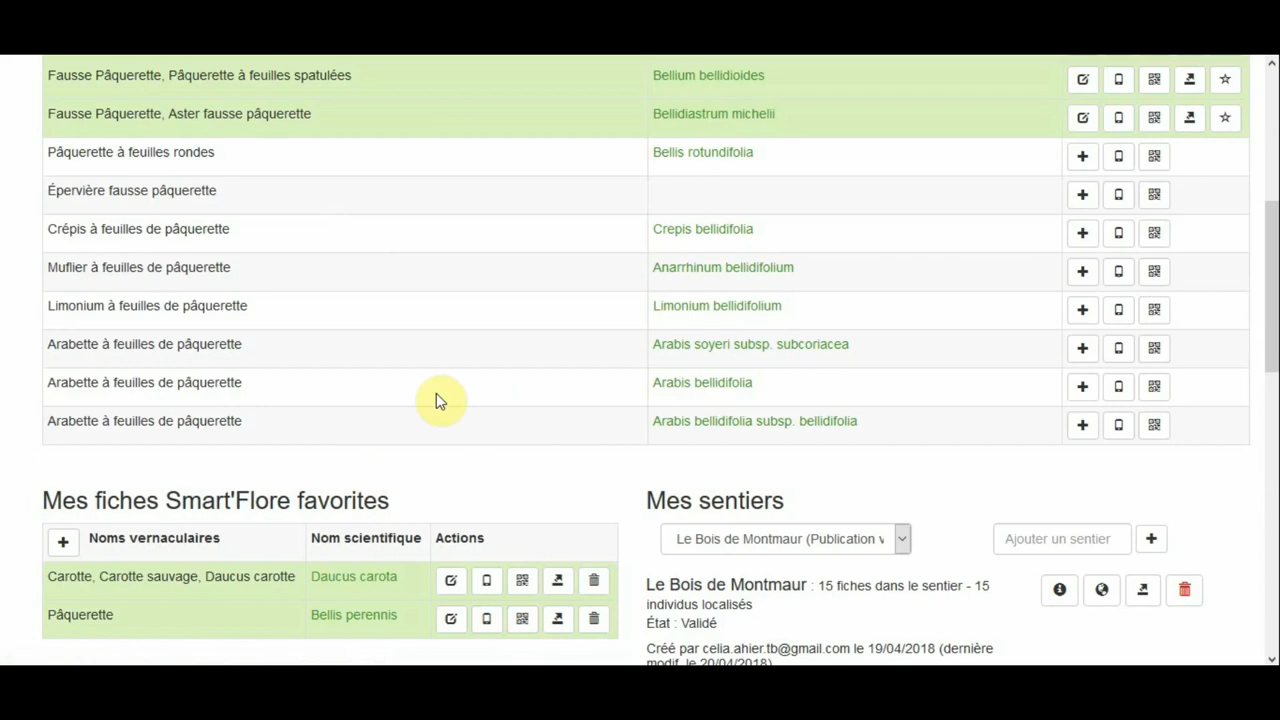 Fausse Pâquerette, Pâquerette à feuilles spatulées Bellium bellidioides
Fausse Pâquerette, Aster fausse pâquerette Bellidiastrum michelii
Pâquerette à feuilles rondes Bellis rotundifolia
Épervière fausse pâquerette
Crépis à feuilles de pâquerette Crepis bellidifolia
Muflier à feuilles de pâquerette Anarrhinum bellidifolium
Limonium à feuilles de pâquerette Limonium bellidifolium
Arabette à feuilles de pâquerette Arabis soyeri subsp. subcoriacea
Arabette à feuilles de pâquerette Arabis bellidifolia
Arabette à feuilles de pâquerette Arabis bellidifolia subsp. bellidifolia
Mes fiches Smart'Flore favorites
Noms vernaculaires Nom scientifique Actions
Carotte, Carotte sauvage, Daucus carotte Daucus carota
Pâquerette Bellis perennis
Mes sentiers
Le Bois de Montmaur (Publication v Ajouter un sentier
Le Bois de Montmaur : 15 fiches dans le sentier - 15
individus localisés
État : Validé
Créé par celia.ahier.tb@gmail.com le 19/04/2018 (dernière
modif. le 20/04/2018)